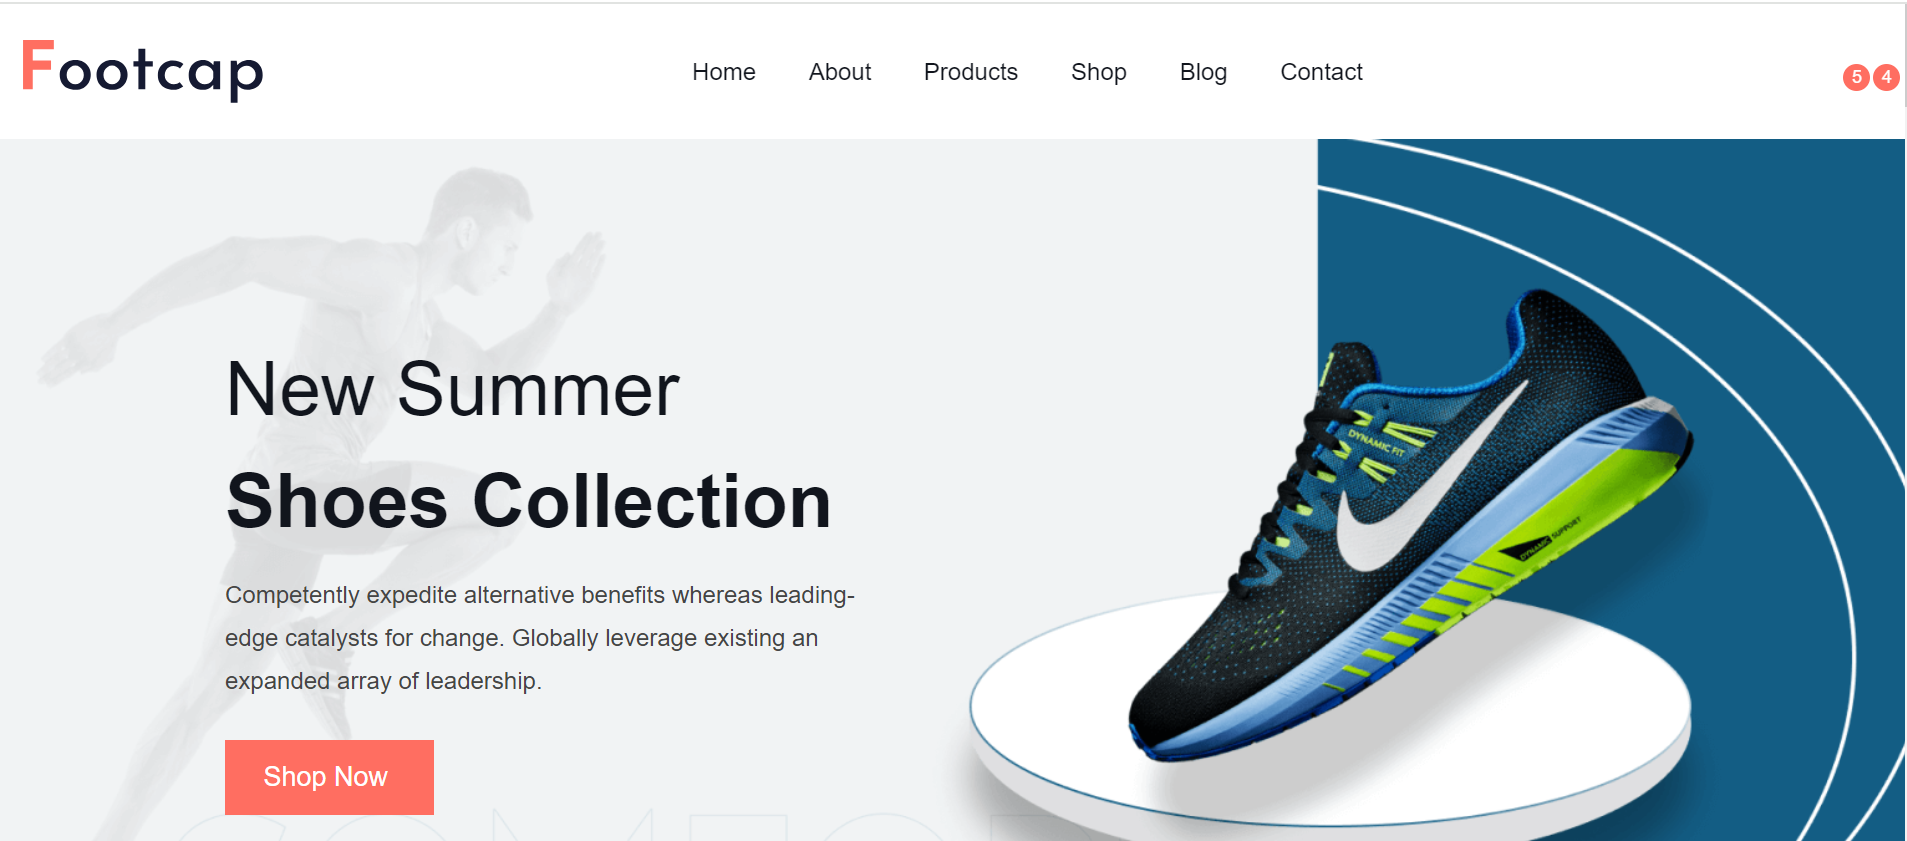 Footcap
Home About Products Shop Blog Contact
5 4
New Summer
Shoes Collection
Competently expedite alternative benefits whereas leading-
edge catalysts for change. Globally leverage existing an
expanded array of leadership.
Shop Now
DYNAMIC FIT
DYNAMIC SUPPORT